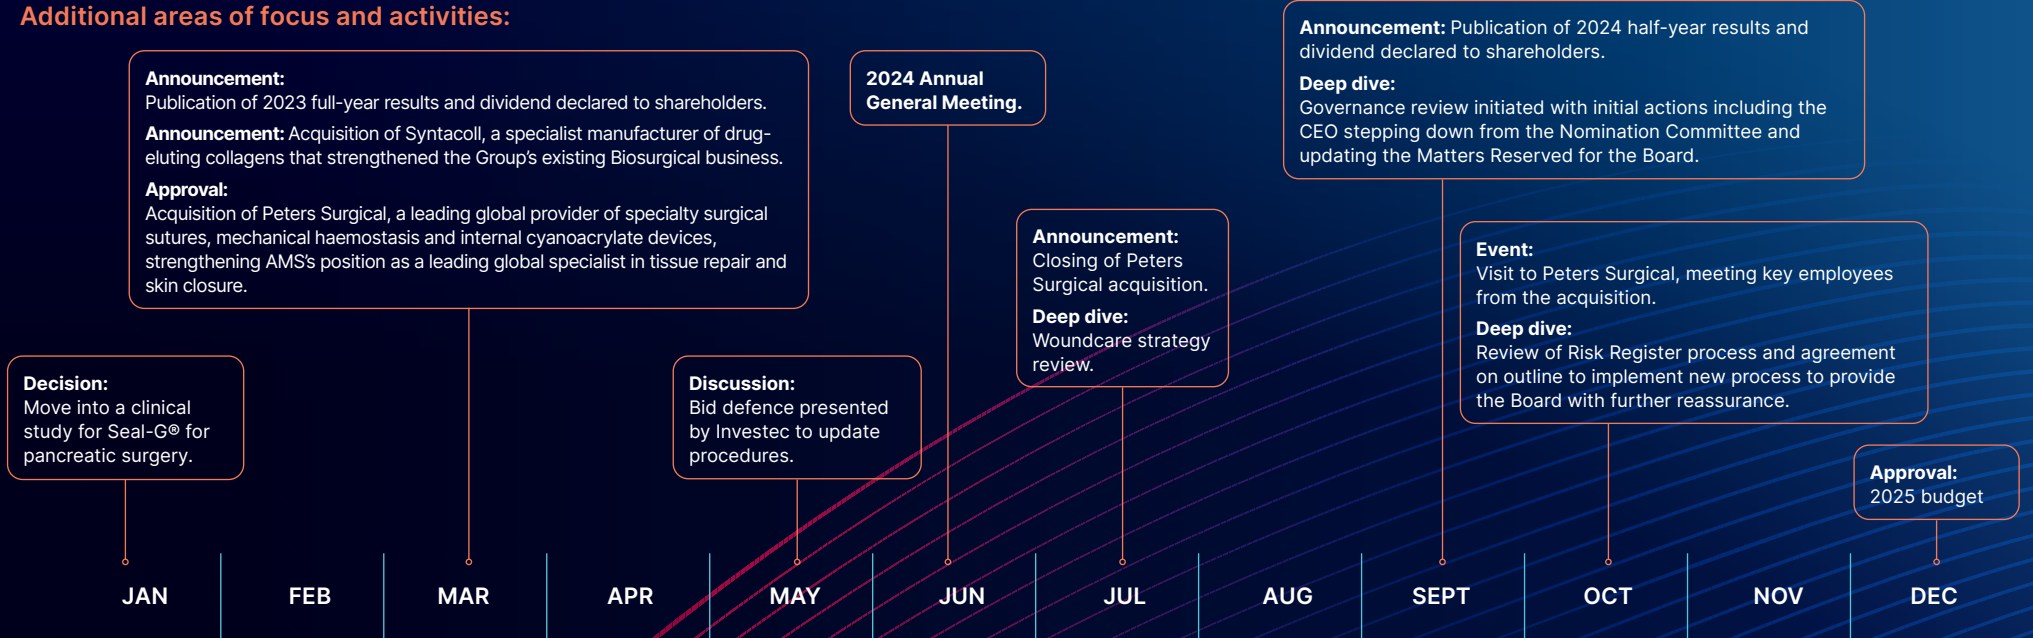 Additional areas of focus and activities:
Announcement:
Publication of 2023 full-year results and dividend declared to shareholders.
Announcement: Acquisition of Syntacoll, a specialist manufacturer of drug-
eluting collagens that strengthened the Group's existing Biosurgical business.
Approval:
Acquisition of Peters Surgical, a leading global provider of specialty surgical
sutures, mechanical haemostasis and internal cyanoacrylate devices,
strengthening AMS's position as a leading global specialist in tissue repair and
skin closure.
2024 Annual
General Meeting.
Announcement: Publication of 2024 half-year results and
dividend declared to shareholders.
Deep dive:
Governance review initiated with initial actions including the
CEO stepping down from the Nomination Committee and
updating the Matters Reserved for the Board.
Announcement:
Closing of Peters
Surgical acquisition.
Deep dive:
Woundcare strategy
review.
Event:
Visit to Peters Surgical, meeting key employees
from the acquisition.
Deep dive:
Review of Risk Register process and agreement
on outline to implement new process to provide
the Board with further reassurance.
Decision:
Move into a clinical
study for Seal-G® for
pancreatic surgery.
Discussion:
Bid defence presented
by Investec to update
procedures.
Approval:
2025 budget
JAN
FEB
MAR
APR
MAY
JUN
JUL
AUG
SEPT
OCT
NOV
DEC